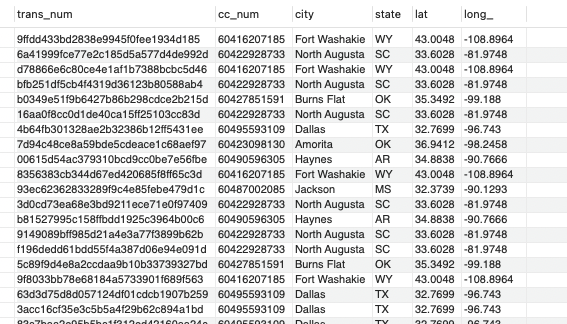 trans_num cc_num city state lat long_
9ffdd433bd2838e9945f0fee1934d185 60416207185 Fort Washakie WY 43.0048 -108.8964
6a41999fce77e2c185d5a577d4de992d 60422928733 North Augusta SC 33.6028 -81.9748
d78866e6c80ce4e1af1b7388bcbc5d46 60416207185 Fort Washakie WY 43.0048 -108.8964
bfb251df5cb4f4319d36123b80588ab4 60422928733 North Augusta SC 33.6028 -81.9748
b0349e51f9b6427b86b298cdce2b215d 60427851591 Burns Flat OK 35.3492 -99.188
16aa0f8cc0d1de40ca15ff25103cc83d 60422928733 North Augusta SC 33.6028 -81.9748
4b64fb301328ae2b32386b12ff5431ee 60495593109 Dallas TX 32.7699 -96.743
7d94c48ce8a59bde5cdeace1c68aef97 60423098130 Amorita OK 36.9412 -98.2458
00615d54ac379310bcd9cc0be7e56fbe 60490596305 Haynes AR 34.8838 -90.7666
8356383cb344d67ed420685f8ff65c3d 60416207185 Fort Washakie WY 43.0048 -108.8964
93ec62362833289f9c4e85febe479d1c 60487002085 Jackson MS 32.3739 -90.1293
3d0cd73ea68e3bd9211ece71e0f97409 60422928733 North Augusta SC 33.6028 -81.9748
b81527995c158ffbdd1925c3964b00c6 60490596305 Haynes AR 34.8838 -90.7666
9149089bff985d21a4e3a77f3899b62b 60422928733 North Augusta SC 33.6028 -81.9748
f196dedd61bdd55f4a387d06e94e091d 60422928733 North Augusta SC 33.6028 -81.9748
5c89f9d4e8a2ccdaa9b10b33739327bd 60427851591 Burns Flat OK 35.3492 -99.188
9f8033bb78e68184a5733901f689f563 60416207185 Fort Washakie WY 43.0048 -108.8964
63d3d75d8d057124df01cdcb1907b259 60495593109 Dallas TX 32.7699 -96.743
3acc16cf35e3c5b5a4f29b62c894a1bd 60495593109 Dallas TX 32.7699 -96.743
60495593109 Dallas TX 32.7699 -96.743